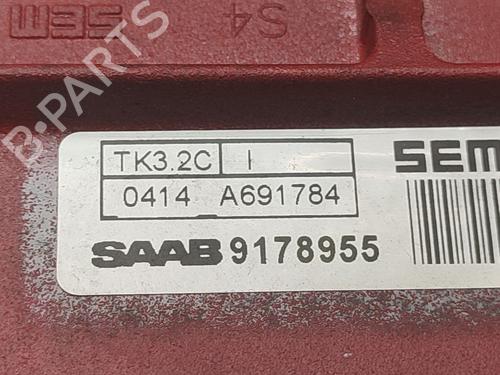 SEM S4
B-PARTS
TK3.2C I
SEM
0414 A691784
SAAB 9178955